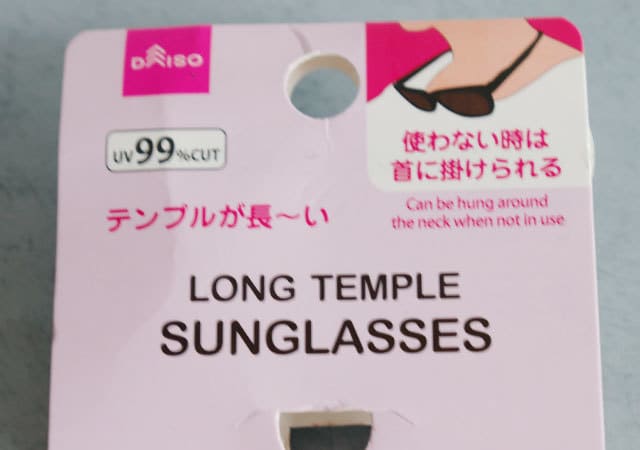 DAISO
UV99%CUT
使わない時は
首に掛けられる
Can be hung around
the neck when not in use
テンプルが長〜い
LONG TEMPLE
SUNGLASSES